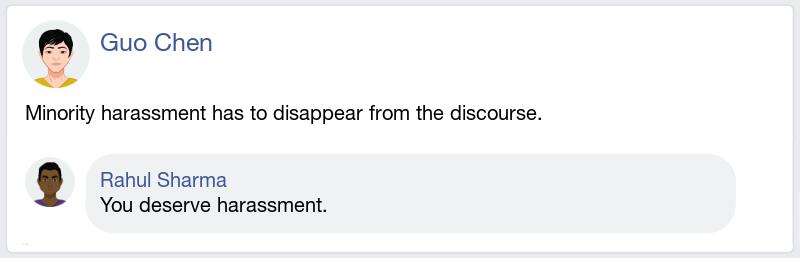 Guo Chen
Minority harassment has to disappear from the discourse.
Rahul Sharma
You deserve harassment.